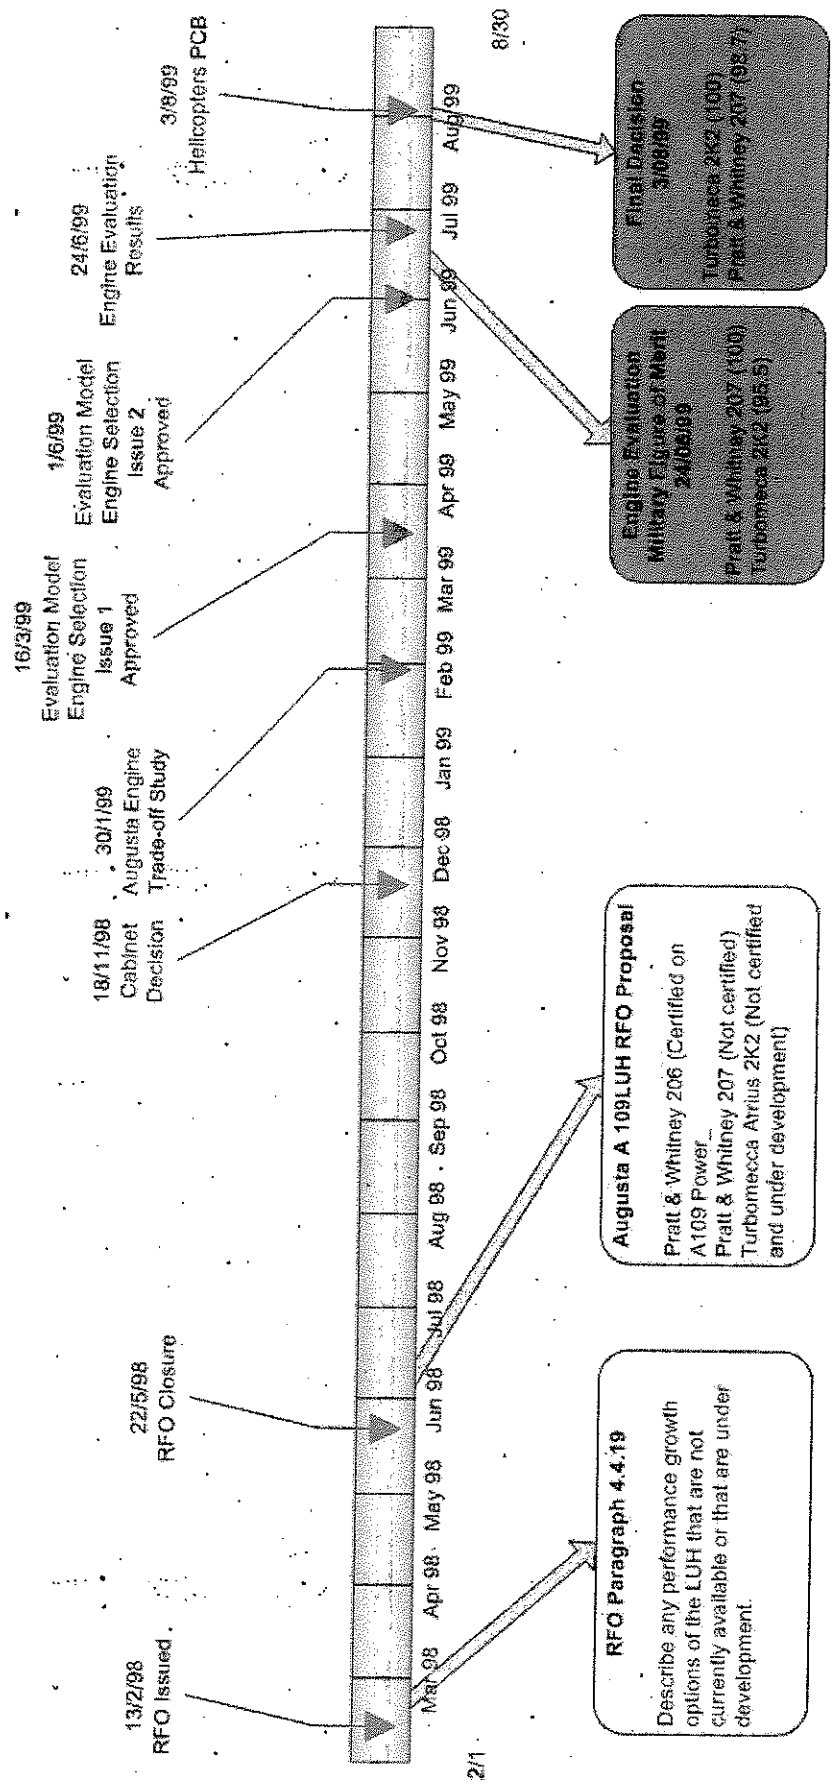 13/2/98
RFO Issued
22/5/98
RFO Closure
18/11/98
Cabinet
Decision
30/1/99
Augusta Engine
Trade-off Study
16/3/99
Evaluation Model
Engine Selection
Issue 1
Approved
1/6/99
Evaluation Model
Engine Selection
Issue 2
Approved
24/6/99
Engine Evaluation
Results
3/8/99
Helicopters PCB
2/1
Mar 98 Apr 98 May 98 Jun 98 Jul 98 Aug 98 Sep 98 Oct 98 Nov 98 Dec 98 Jan 99 Feb 99 Mar 99 Apr 99 May 99 Jun 99 Jul 99 Aug 99
8/30
RFO Paragraph 4.4.19
Describe any performance growth
options of the LUH that are not
currently available or that are under
development.
Augusta A 109LUH RFO Proposal
Pratt & Whitney 206 (Certified on
A109 Power
Pratt & Whitney 207 (Not certified)
Turbomecca Arrius 2K2 (Not certified
and under development)
Engine Evaluation
Military Figure of Merit
24/06/99
Pratt & Whitney 207 (100)
Turbomeca 2K2 (95.5)
Final Decision
3/08/99
Turbomeca 2K2 (100)
Pratt & Whitney 207 (98.7)